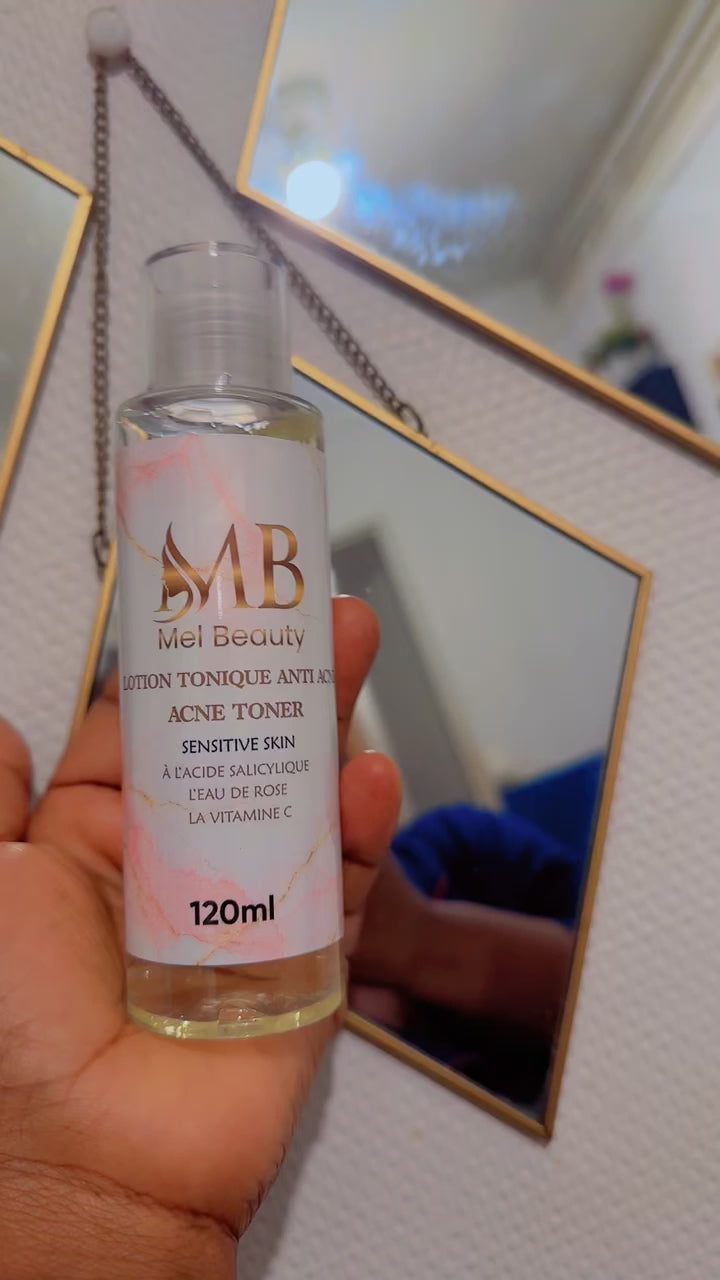 MB
Mel Beauty
LOTION TONIQUE ANTI
ACNE TONER
SENSITIVE SKIN
À L'ACIDE SALICYLIQUE
L'EAU DE ROSE
LA VITAMINE C
120ml